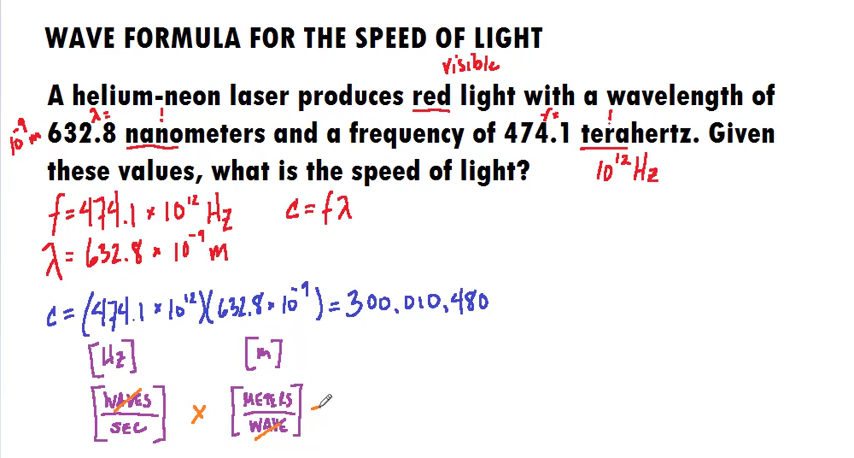 WAVE FORMULA FOR THE SPEED OF LIGHT
visible
A helium-neon laser produces red light with a wavelength of
λ= ! f= !
10⁻⁹ m 632.8 nanometers and a frequency of 474.1 terahertz. Given
these values, what is the speed of light? 10¹² Hz
f = 474.1 × 10¹² Hz c = fλ
λ = 632.8 × 10⁻⁹ m
c = (474.1 × 10¹²)(632.8 × 10⁻⁹) = 300,010,480
[Hz] [m]
[WAVES/SEC] × [METERS/WAVE]